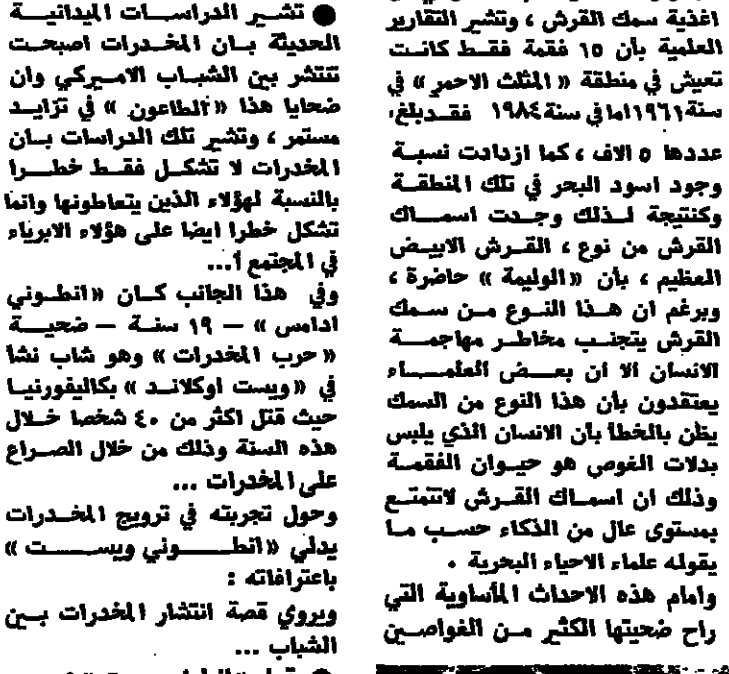 اغذية سمك القرش ، وتشير التقارير
العلمية بأن ١٥ فقمة فقط كانت
تعيش في منطقة « المثلث الاحمر » في
سنة ١٩٦١ اما في سنة ١٩٨٤ فقد بلغ
عددها ٥ الاف ، كما ازدادت نسبة
وجود اسود البحر في تلك المنطقة
وكنتيجة لذلك وجدت اسماك
القرش من نوع ، القرش الابيض
العظيم ، بأن « الوليمة » حاضرة ،
وبرغم ان هذا النوع من سمك
القرش يتجنب مخاطر مهاجمة
الانسان الا ان بعض العلماء
يعتقدون بأن هذا النوع من السمك
يظن بالخطأ بأن الانسان الذي يلبس
بدلات الغوص هو حيوان الفقمة
وذلك ان اسماك القرش لاتتمتع
بمستوى عال من الذكاء حسب ما
يقوله علماء الاحياء البحرية .
وامام هذه الاحداث المأساوية التي
راح ضحيتها الكثير من الغواصين
● تشير الدراسات الميدانية
الحديثة بان المخدرات اصبحت
تنتشر بين الشباب الاميركي وان
ضحايا هذا « الطاعون » في تزايد
مستمر ، وتشير تلك الدراسات بان
المخدرات لا تشكل فقط خطرا
بالنسبة لهؤلاء الذين يتعاطونها وانما
تشكل خطرا ايضا على هؤلاء الابرياء
في المجتمع !...
وفي هذا الجانب كان « انطوني
ادامس » — ١٩ سنة — ضحية
« حرب المخدرات » وهو شاب نشأ
في « ويست اوكلاند » بكاليفورنيا
حيث قتل اكثر من ٤٠ شخصا خلال
هذه السنة وذلك من خلال الصراع
على المخدرات ...
وحول تجربته في ترويج المخدرات
يدلي « انطوني ويست »
باعترافاته :
ويروي قصة انتشار المخدرات بين
الشباب ...